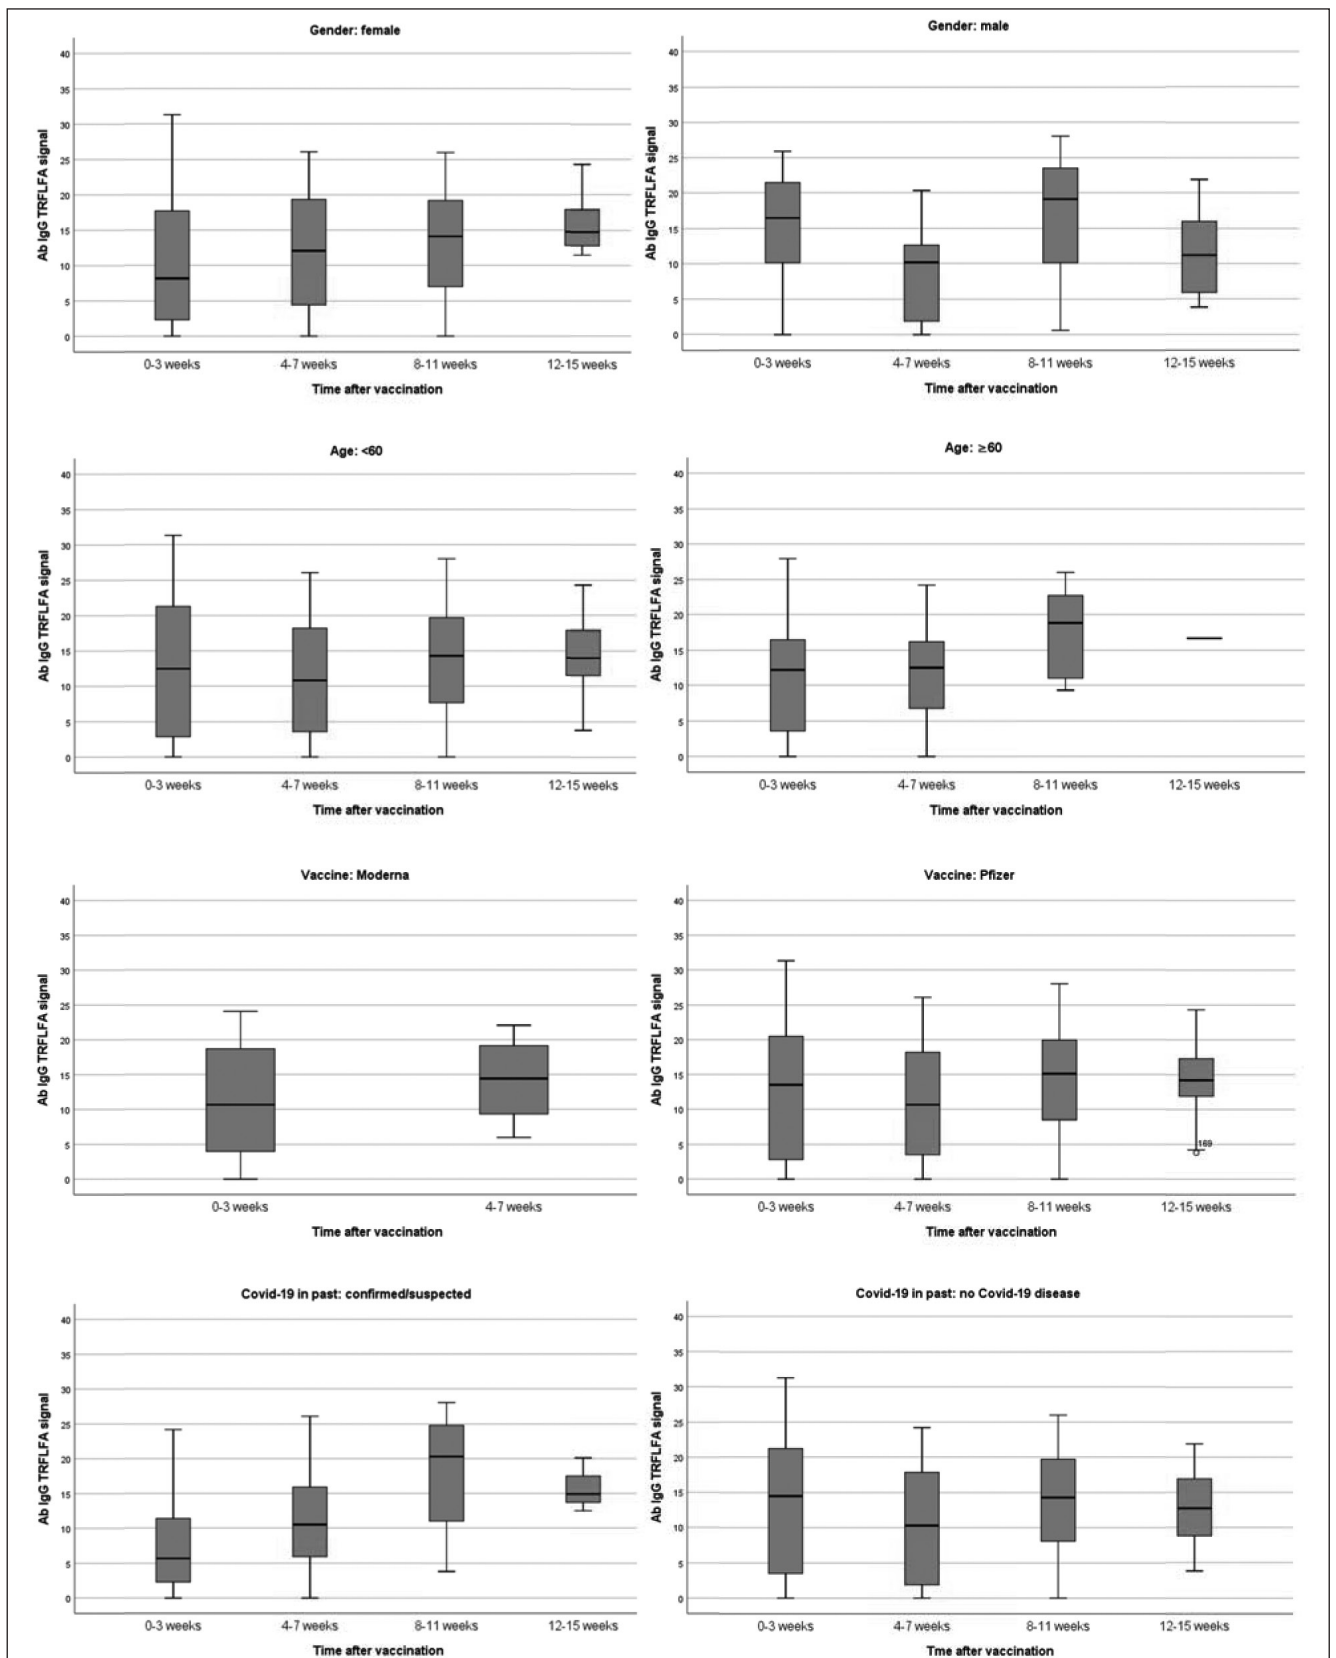 Gender: female
Ab IgG TRFLFA signal
40
35
30
25
20
15
10
5
0
0-3 weeks 4-7 weeks 8-11 weeks 12-15 weeks
Time after vaccination
Gender: male
Ab IgG TRFLFA signal
40
35
30
25
20
15
10
5
0
0-3 weeks 4-7 weeks 8-11 weeks 12-15 weeks
Time after vaccination
Age: <60
Ab IgG TRFLFA signal
40
35
30
25
20
15
10
5
0
0-3 weeks 4-7 weeks 8-11 weeks 12-15 weeks
Time after vaccination
Age: ≥60
Ab IgG TRFLFA signal
40
35
30
25
20
15
10
5
0
0-3 weeks 4-7 weeks 8-11 weeks 12-15 weeks
Time after vaccination
Vaccine: Moderna
Ab IgG TRFLFA signal
40
35
30
25
20
15
10
5
0
0-3 weeks 4-7 weeks
Time after vaccination
Vaccine: Pfizer
Ab IgG TRFLFA signal
40
35
30
25
20
15
10
5
0
169
0-3 weeks 4-7 weeks 8-11 weeks 12-15 weeks
Time after vaccination
Covid-19 in past: confirmed/suspected
Ab IgG TRFLFA signal
40
35
30
25
20
15
10
5
0
0-3 weeks 4-7 weeks 8-11 weeks 12-15 weeks
Time after vaccination
Covid-19 in past: no Covid-19 disease
Ab IgG TRFLFA signal
40
35
30
25
20
15
10
5
0
0-3 weeks 4-7 weeks 8-11 weeks 12-15 weeks
Time after vaccination